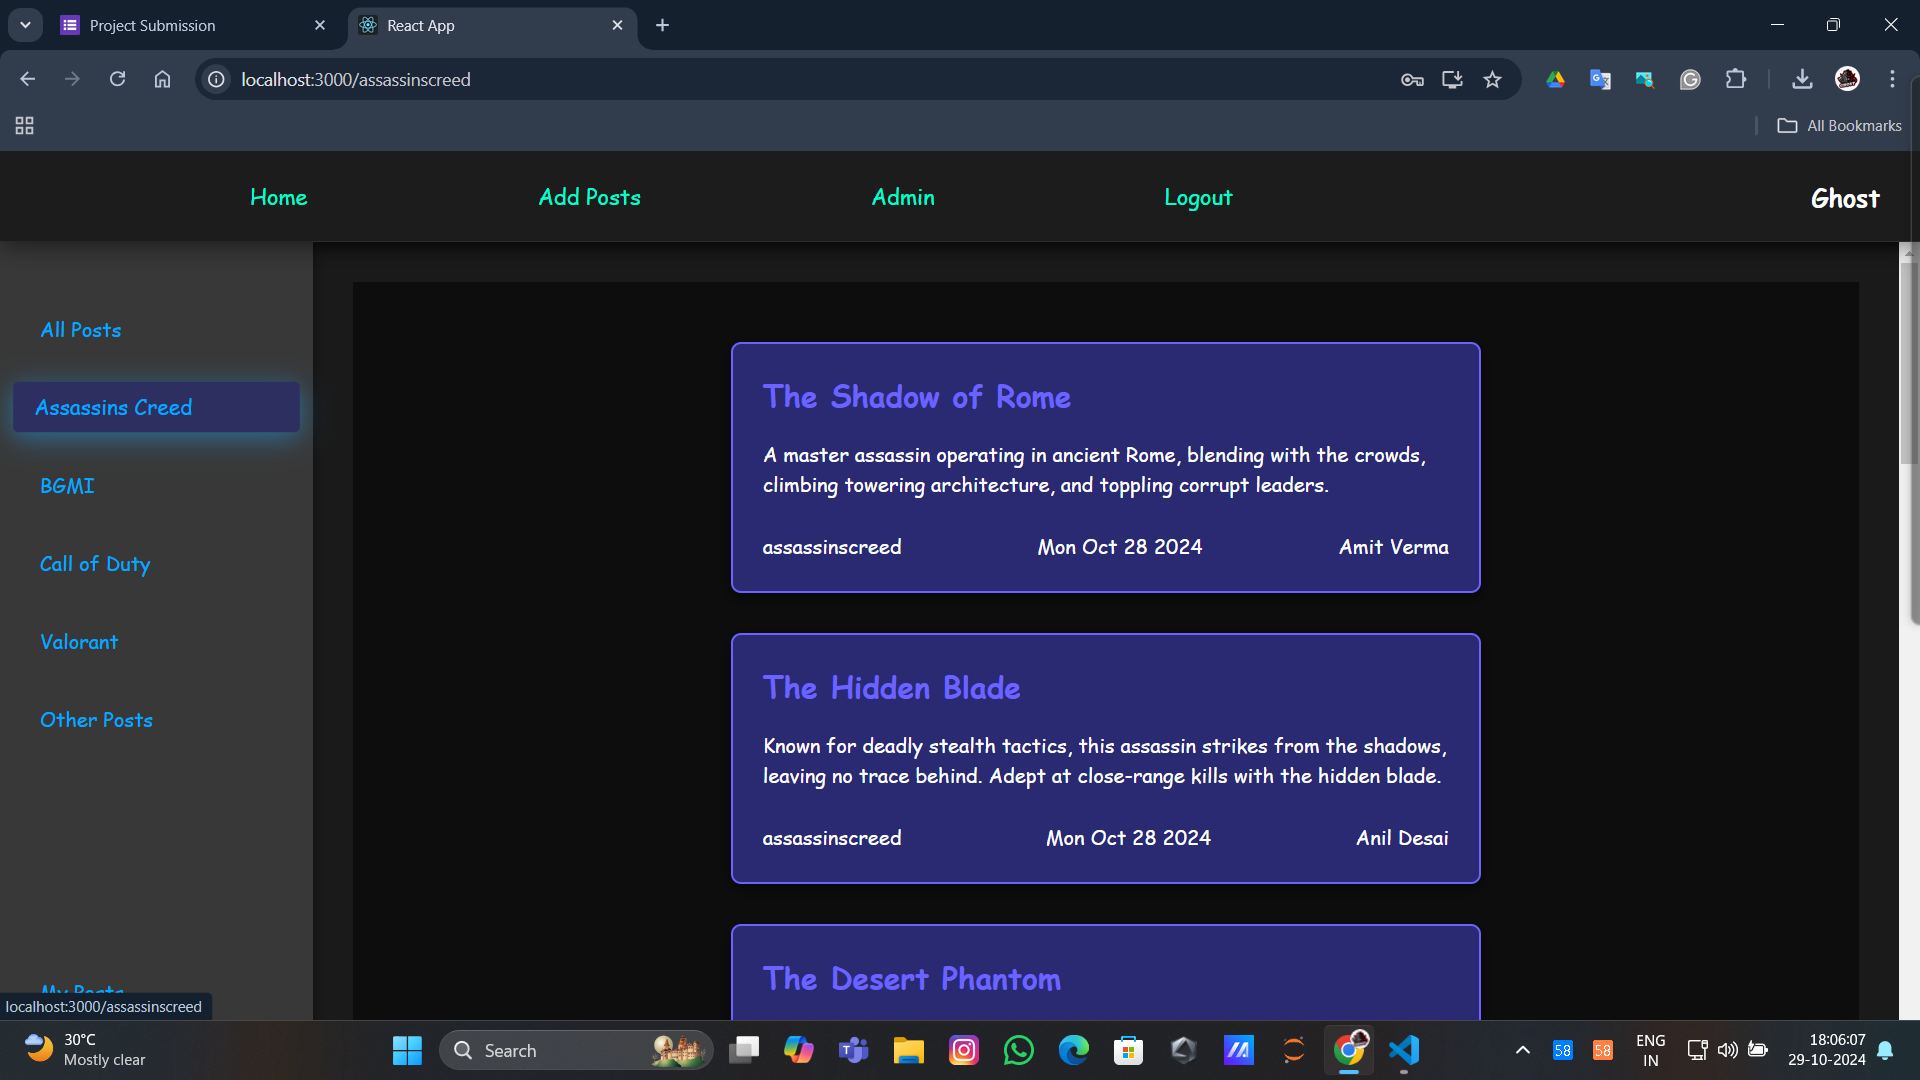 Project Submission
React App
localhost:3000/assassinscreed
All Bookmarks
Home
Add Posts
Admin
Logout
Ghost
All Posts
Assassins Creed
BGMI
Call of Duty
Valorant
Other Posts
My Posts
localhost:3000/assassinscreed
The Shadow of Rome
A master assassin operating in ancient Rome, blending with the crowds,
climbing towering architecture, and toppling corrupt leaders.
assassinscreed
Mon Oct 28 2024
Amit Verma
The Hidden Blade
Known for deadly stealth tactics, this assassin strikes from the shadows,
leaving no trace behind. Adept at close-range kills with the hidden blade.
assassinscreed
Mon Oct 28 2024
Anil Desai
The Desert Phantom
30°C
Mostly clear
Search
58
58
ENG
IN
18:06:07
29-10-2024